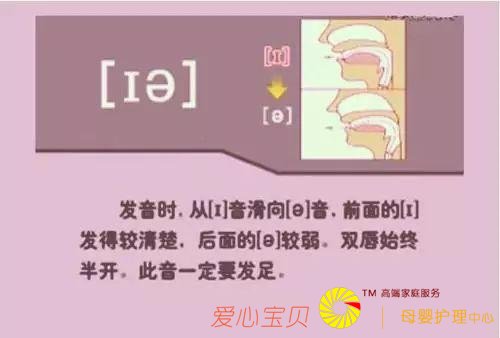 [ɪ]
[ɪə]
[ə]
发音时,从[ɪ]音滑向[ə]音,前面的[ɪ]
发得较清楚,后面的[ə]较弱。双唇始终
半开。此音一定要发足。
TM 高端家庭服务
爱心宝贝
母婴护理中心